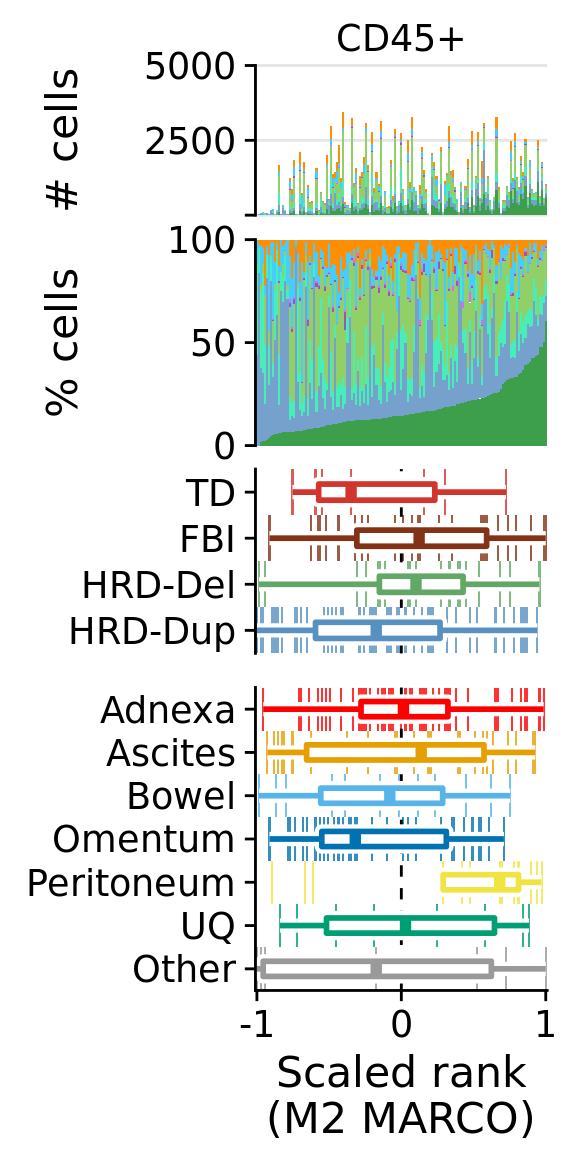 CD45+
5000
2500
# cells
100
50
0
% cells
TD
FBI
HRD-Del
HRD-Dup
Adnexa
Ascites
Bowel
Omentum
Peritoneum
UQ
Other
-1 0 1
Scaled rank
(M2 MARCO)